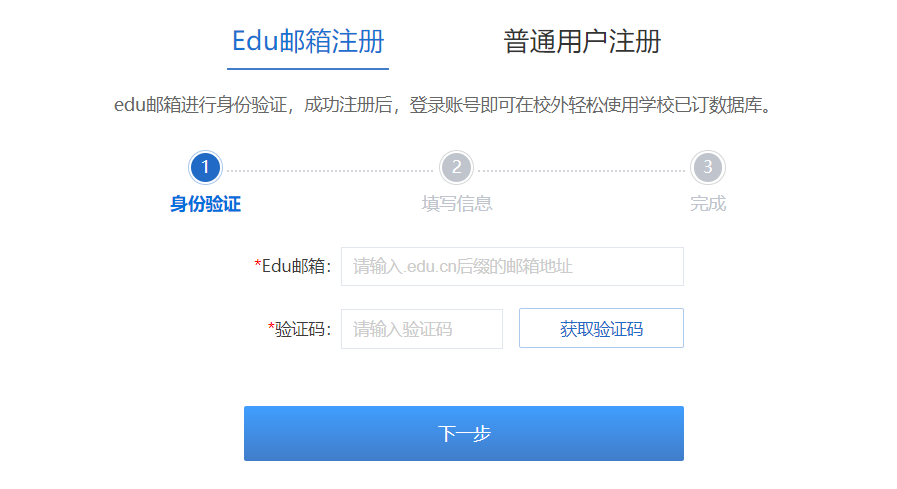 Edu邮箱注册 普通用户注册
edu邮箱进行身份验证，成功注册后，登录账号即可在校外轻松使用学校已订数据库。
1 2 3
身份验证 填写信息 完成
*Edu邮箱： 请输入.edu.cn后缀的邮箱地址
*验证码： 请输入验证码 获取验证码
下一步